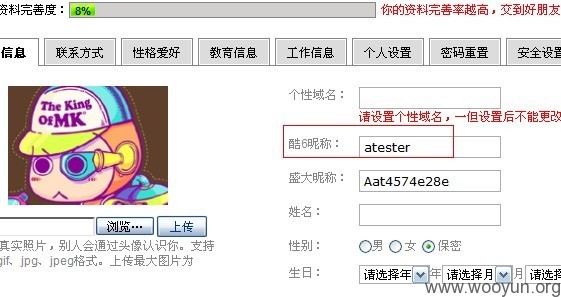 资料完善度： 8% 你的资料完善率越高，交到好朋友
信息 联系方式 性格爱好 教育信息 工作信息 个人设置 密码重置 安全设置
The King
Of MK
个性域名：
请设置个性域名，一但设置后不能更改
酷6昵称： atester
盛大昵称： Aat4574e28e
姓名：
浏览… 上传
真实照片，别人会通过头像认识你。支持
gif、jpg、jpeg格式。上传最大图片为
性别： 男 女 保密
生日： 请选择年 年 请选择月 月 请选择
http://www.wooyun.org